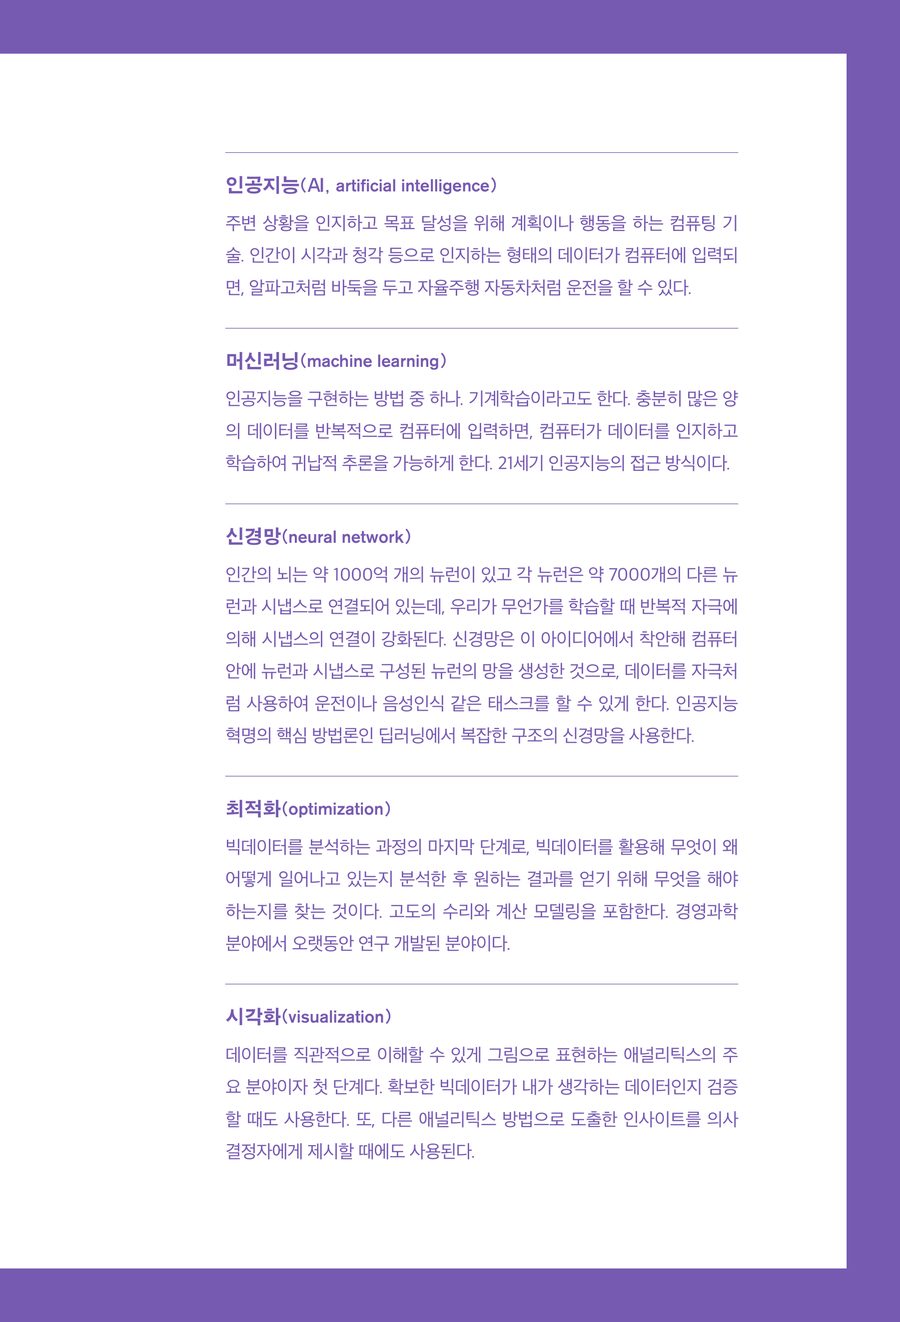 인공지능(AI, artificial intelligence)
주변 상황을 인지하고 목표 달성을 위해 계획이나 행동을 하는 컴퓨팅 기
술. 인간이 시각과 청각 등으로 인지하는 형태의 데이터가 컴퓨터에 입력되
면, 알파고처럼 바둑을 두고 자율주행 자동차처럼 운전을 할 수 있다.
머신러닝(machine learning)
인공지능을 구현하는 방법 중 하나. 기계학습이라고도 한다. 충분히 많은 양
의 데이터를 반복적으로 컴퓨터에 입력하면, 컴퓨터가 데이터를 인지하고
학습하여 귀납적 추론을 가능하게 한다. 21세기 인공지능의 접근 방식이다.
신경망(neural network)
인간의 뇌는 약 1000억 개의 뉴런이 있고 각 뉴런은 약 7000개의 다른 뉴
런과 시냅스로 연결되어 있는데, 우리가 무언가를 학습할 때 반복적 자극에
의해 시냅스의 연결이 강화된다. 신경망은 이 아이디어에서 착안해 컴퓨터
안에 뉴런과 시냅스로 구성된 뉴런의 망을 생성한 것으로, 데이터를 자극처
럼 사용하여 운전이나 음성인식 같은 태스크를 할 수 있게 한다. 인공지능
혁명의 핵심 방법론인 딥러닝에서 복잡한 구조의 신경망을 사용한다.
최적화(optimization)
빅데이터를 분석하는 과정의 마지막 단계로, 빅데이터를 활용해 무엇이 왜
어떻게 일어나고 있는지 분석한 후 원하는 결과를 얻기 위해 무엇을 해야
하는지를 찾는 것이다. 고도의 수리와 계산 모델링을 포함한다. 경영과학
분야에서 오랫동안 연구 개발된 분야이다.
시각화(visualization)
데이터를 직관적으로 이해할 수 있게 그림으로 표현하는 애널리틱스의 주
요 분야이자 첫 단계다. 확보한 빅데이터가 내가 생각하는 데이터인지 검증
할 때도 사용한다. 또, 다른 애널리틱스 방법으로 도출한 인사이트를 의사
결정자에게 제시할 때에도 사용된다.